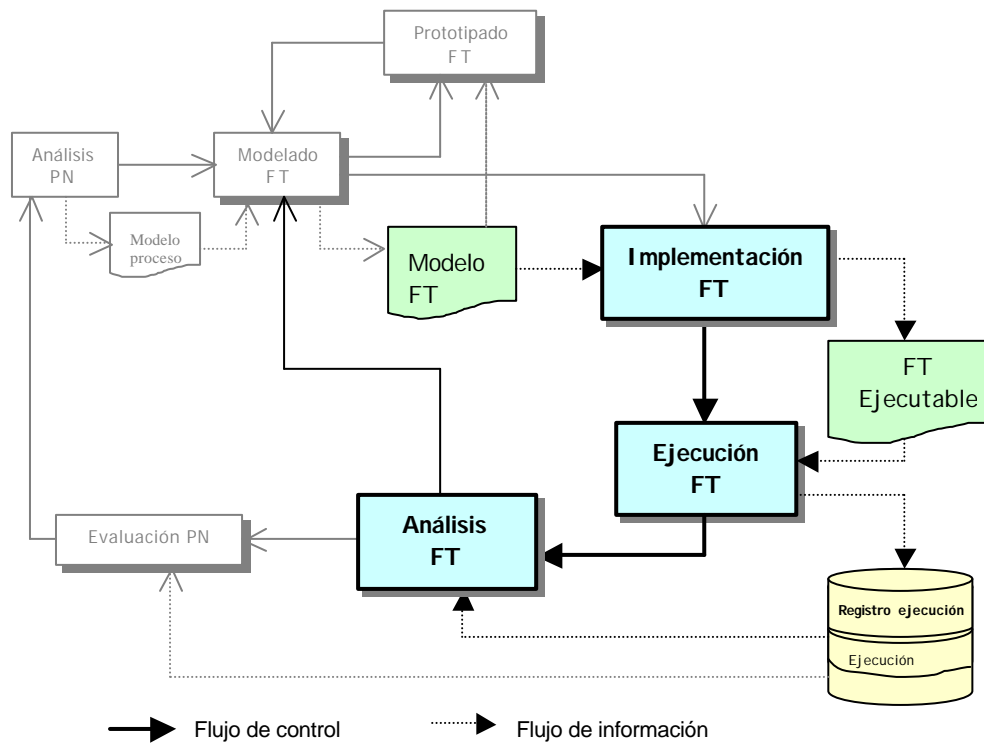 Prototipado
FT
Análisis
PN
Modelado
FT
Modelo
proceso
Modelo
FT
Implementación
FT
FT
Ejecutable
Ejecución
FT
Análisis
FT
Evaluación PN
Registro ejecución
Ejecución
Flujo de control
Flujo de información